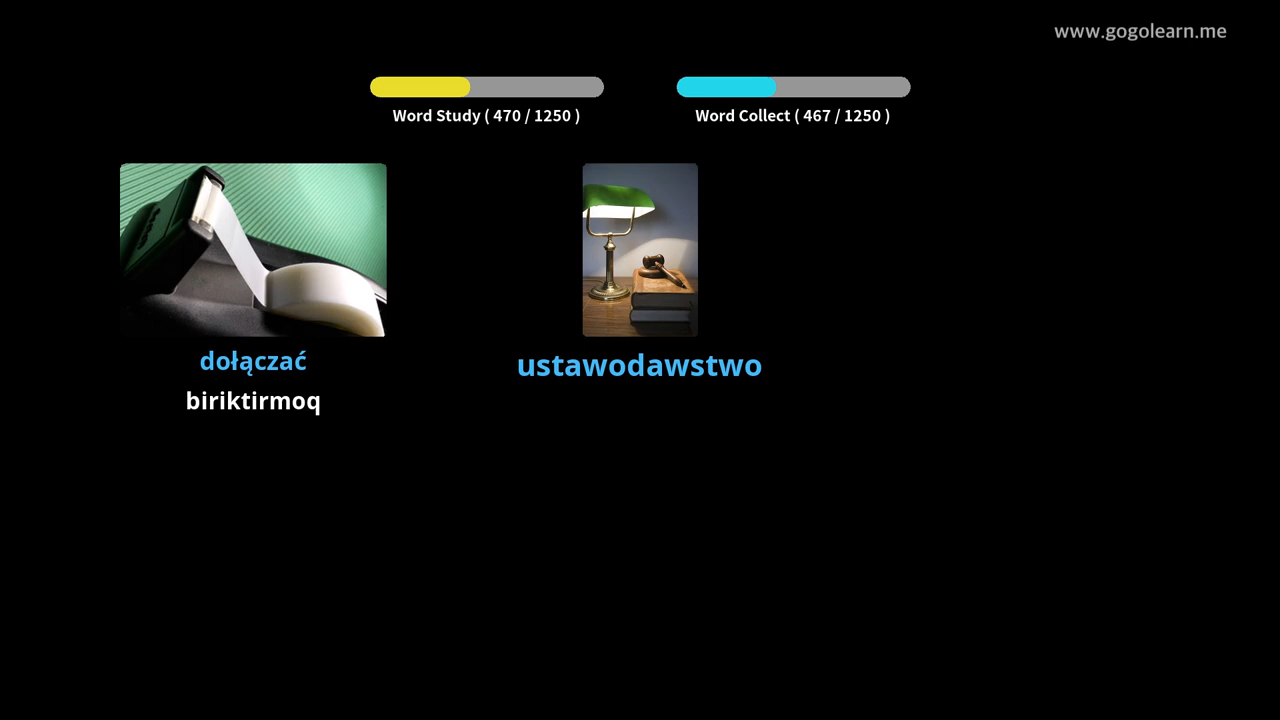 www.gogolearn.me
Word Study ( 470 / 1250 )
Word Collect ( 467 / 1250 )
dołączać
biriktirmoq
ustawodawstwo